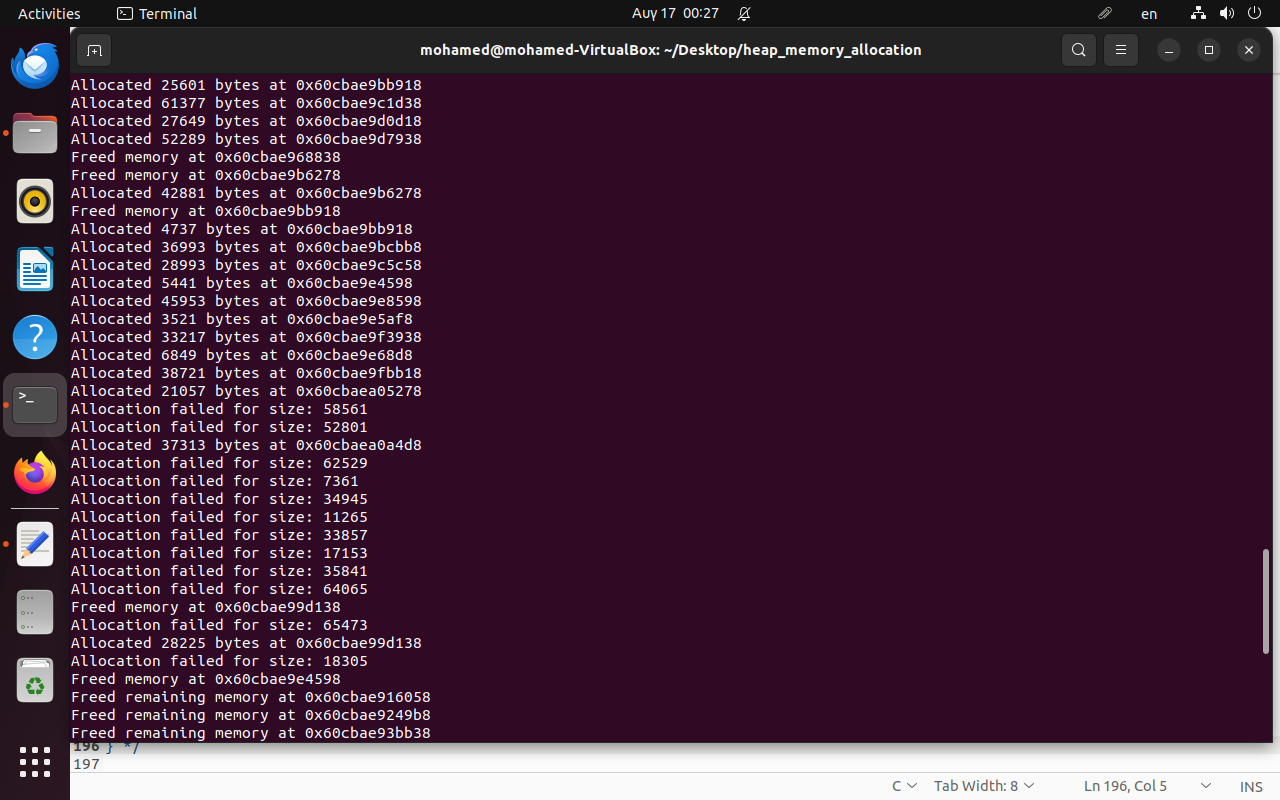 Activities
Terminal
Αυγ 17 00:27
en
mohamed@mohamed-VirtualBox: ~/Desktop/heap_memory_allocation
Allocated 25601 bytes at 0x60cbae9bb918
Allocated 61377 bytes at 0x60cbae9c1d38
Allocated 27649 bytes at 0x60cbae9d0d18
Allocated 52289 bytes at 0x60cbae9d7938
Freed memory at 0x60cbae968838
Freed memory at 0x60cbae9b6278
Allocated 42881 bytes at 0x60cbae9b6278
Freed memory at 0x60cbae9bb918
Allocated 4737 bytes at 0x60cbae9bb918
Allocated 36993 bytes at 0x60cbae9bcbb8
Allocated 28993 bytes at 0x60cbae9c5c58
Allocated 5441 bytes at 0x60cbae9e4598
Allocated 45953 bytes at 0x60cbae9e8598
Allocated 3521 bytes at 0x60cbae9e5af8
Allocated 33217 bytes at 0x60cbae9f3938
Allocated 6849 bytes at 0x60cbae9e68d8
Allocated 38721 bytes at 0x60cbae9fbb18
Allocated 21057 bytes at 0x60cbaea05278
Allocation failed for size: 58561
Allocation failed for size: 52801
Allocated 37313 bytes at 0x60cbaea0a4d8
Allocation failed for size: 62529
Allocation failed for size: 7361
Allocation failed for size: 34945
Allocation failed for size: 11265
Allocation failed for size: 33857
Allocation failed for size: 17153
Allocation failed for size: 35841
Allocation failed for size: 64065
Freed memory at 0x60cbae99d138
Allocation failed for size: 65473
Allocated 28225 bytes at 0x60cbae99d138
Allocation failed for size: 18305
Freed memory at 0x60cbae9e4598
Freed remaining memory at 0x60cbae916058
Freed remaining memory at 0x60cbae9249b8
Freed remaining memory at 0x60cbae93bb38
196 } */
197
C
Tab Width: 8
Ln 196, Col 5
INS